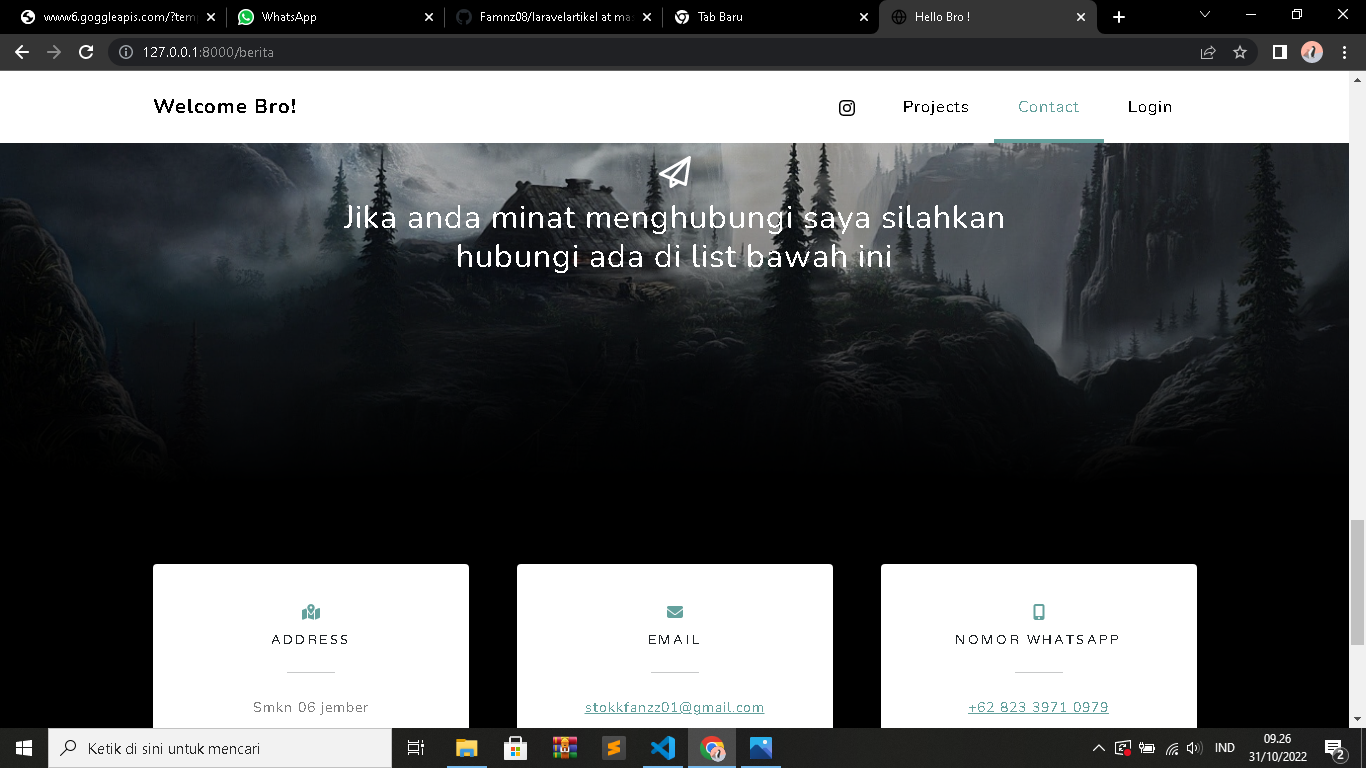 www6.goggleapis.com/?tem
WhatsApp
Famnz08/laravelartikel at ma
Tab Baru
Hello Bro !
127.0.0.1:8000/berita
Welcome Bro!
Projects
Contact
Login
Jika anda minat menghubungi saya silahkan
hubungi ada di list bawah ini
ADDRESS
Smkn 06 jember
EMAIL
stokkfanzz01@gmail.com
NOMOR WHATSAPP
+62 823 3971 0979
Ketik di sini untuk mencari
IND
09.26
31/10/2022
2